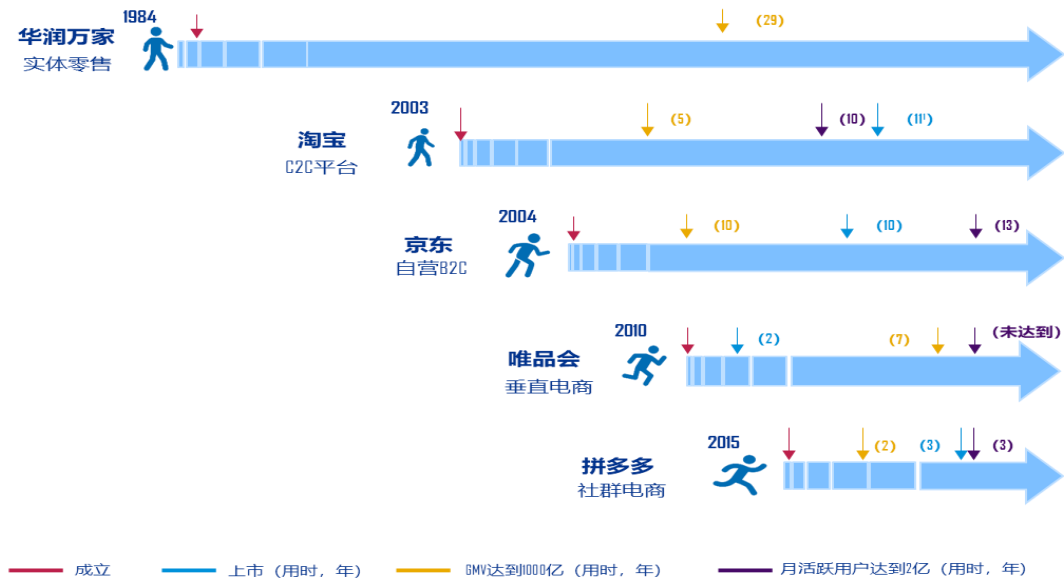 1984
华润万家
实体零售
(29)
2003
淘宝
C2C平台
(5)
(10)
(11')
2004
京东
自营B2C
(10)
(10)
(13)
2010
唯品会
垂直电商
(2)
(7)
(未达到)
2015
拼多多
社群电商
(2)
(3)
(3)
成立
上市（用时，年）
GMV达到1000亿（用时，年）
月活跃用户达到2亿（用时，年）